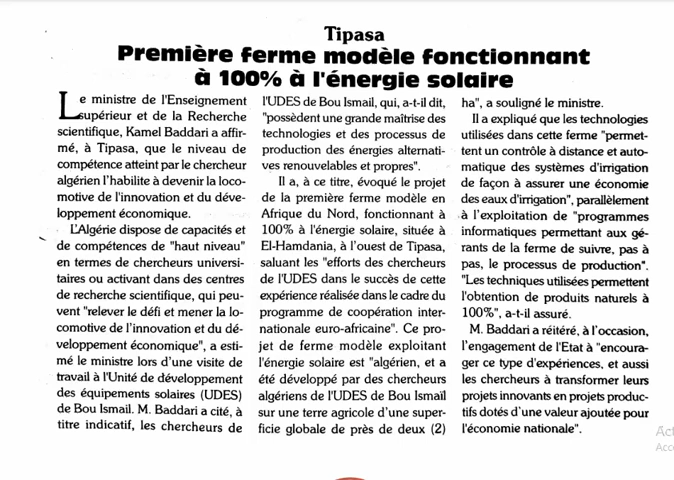 Tipasa
Première ferme modèle fonctionnant
à 100% à l'énergie solaire
Le ministre de l'Enseignement
supérieur et de la Recherche
scientifique, Kamel Baddari a affir-
mé, à Tipasa, que le niveau de
compétence atteint par le chercheur
algérien l'habilite à devenir la loco-
motive de l'innovation et du déve-
loppement économique.
L'Algérie dispose de capacités et
de compétences de "haut niveau"
en termes de chercheurs universi-
taires ou activant dans des centres
de recherche scientifique, qui peu-
vent "relever le défi et mener la lo-
comotive de l'innovation et du dé-
veloppement économique", a esti-
mé le ministre lors d'une visite de
travail à l'Unité de développement
des équipements solaires (UDES)
de Bou Ismail. M. Baddari a cité, à
titre indicatif, les chercheurs de
l'UDES de Bou Ismail, qui, a-t-il dit,
"possèdent une grande maîtrise des
technologies et des processus de
production des énergies alternati-
ves renouvelables et propres".
Il a, à ce titre, évoqué le projet
de la première ferme modèle en
Afrique du Nord, fonctionnant à
100% à l'énergie solaire, située à
El-Hamdania, à l'ouest de Tipasa,
saluant les "efforts des chercheurs
de l'UDES dans le succès de cette
expérience réalisée dans le cadre du
programme de coopération inter-
nationale euro-africaine". Ce pro-
jet de ferme modèle exploitant
l'énergie solaire est "algérien, et a
été développé par des chercheurs
algériens de l'UDES de Bou Ismaïl
sur une terre agricole d'une super-
ficie globale de près de deux (2)
ha", a souligné le ministre.
Il a expliqué que les technologies
utilisées dans cette ferme "permet-
tent un contrôle à distance et auto-
matique des systèmes d'irrigation
de façon à assurer une économie
des eaux d'irrigation", parallèlement
à l'exploitation de "programmes
informatiques permettant aux gé-
rants de la ferme de suivre, pas à
pas, le processus de production".
"Les techniques utilisées permettent
l'obtention de produits naturels à
100%", a-t-il assuré.
M. Baddari a réitéré, à l'occasion,
l'engagement de l'Etat à "encoura-
ger ce type d'expériences, et aussi
les chercheurs à transformer leurs
projets innovants en projets produc-
tifs dotés d'une valeur ajoutée pour
l'économie nationale".